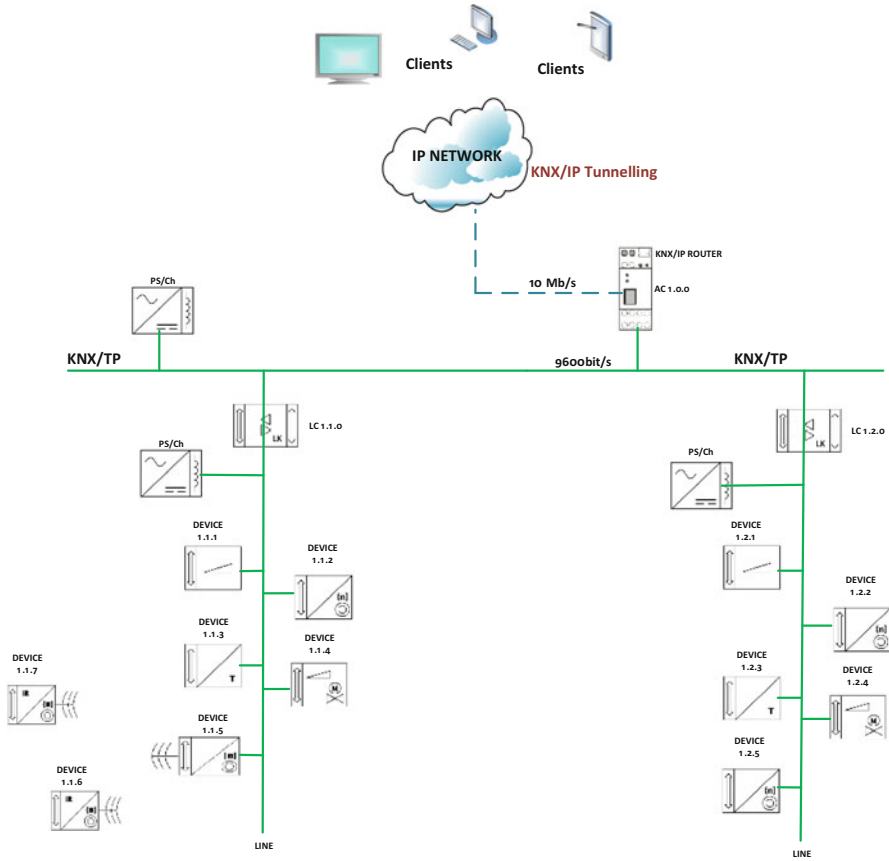 Clients
Clients
IP NETWORK
KNX/IP Tunnelling
KNX/IP ROUTER
10 Mb/s
AC 1.0.0
PS/Ch
KNX/TP
9600bit/s
KNX/TP
LK
LC 1.1.0
LK
LC 1.2.0
PS/Ch
PS/Ch
DEVICE
1.1.1
DEVICE
1.1.2
[n]
DEVICE
1.1.3
T
DEVICE
1.1.4
M
DEVICE
1.1.7
IR
DEVICE
1.1.5
DEVICE
1.1.6
IR
LINE
DEVICE
1.2.1
DEVICE
1.2.2
[n]
DEVICE
1.2.3
T
DEVICE
1.2.4
M
DEVICE
1.2.5
[n]
LINE